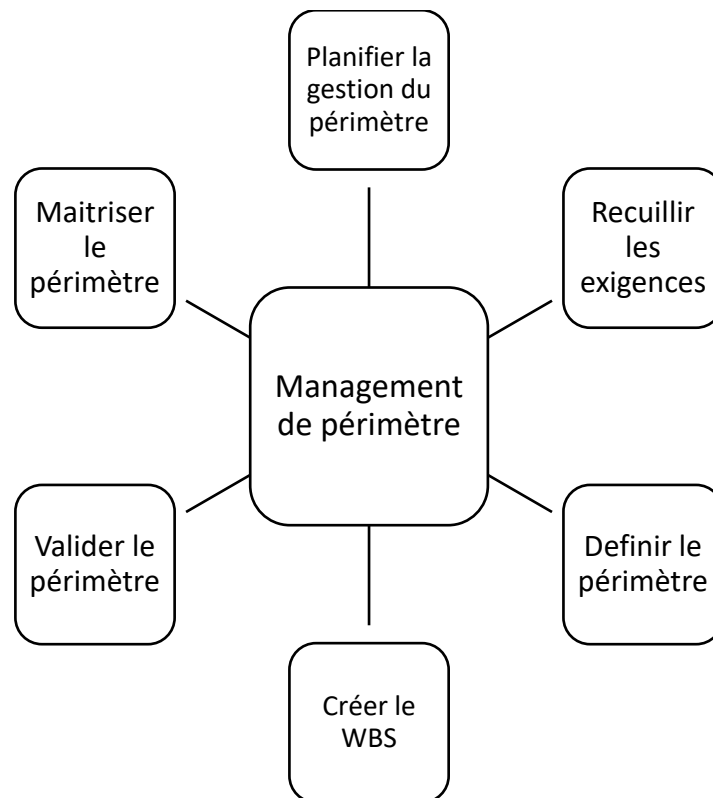 Planifier la
gestion du
périmètre
Maitriser
le
périmètre
Recuillir
les
exigences
Management
de périmètre
Valider le
périmètre
Definir le
périmètre
Créer le
WBS